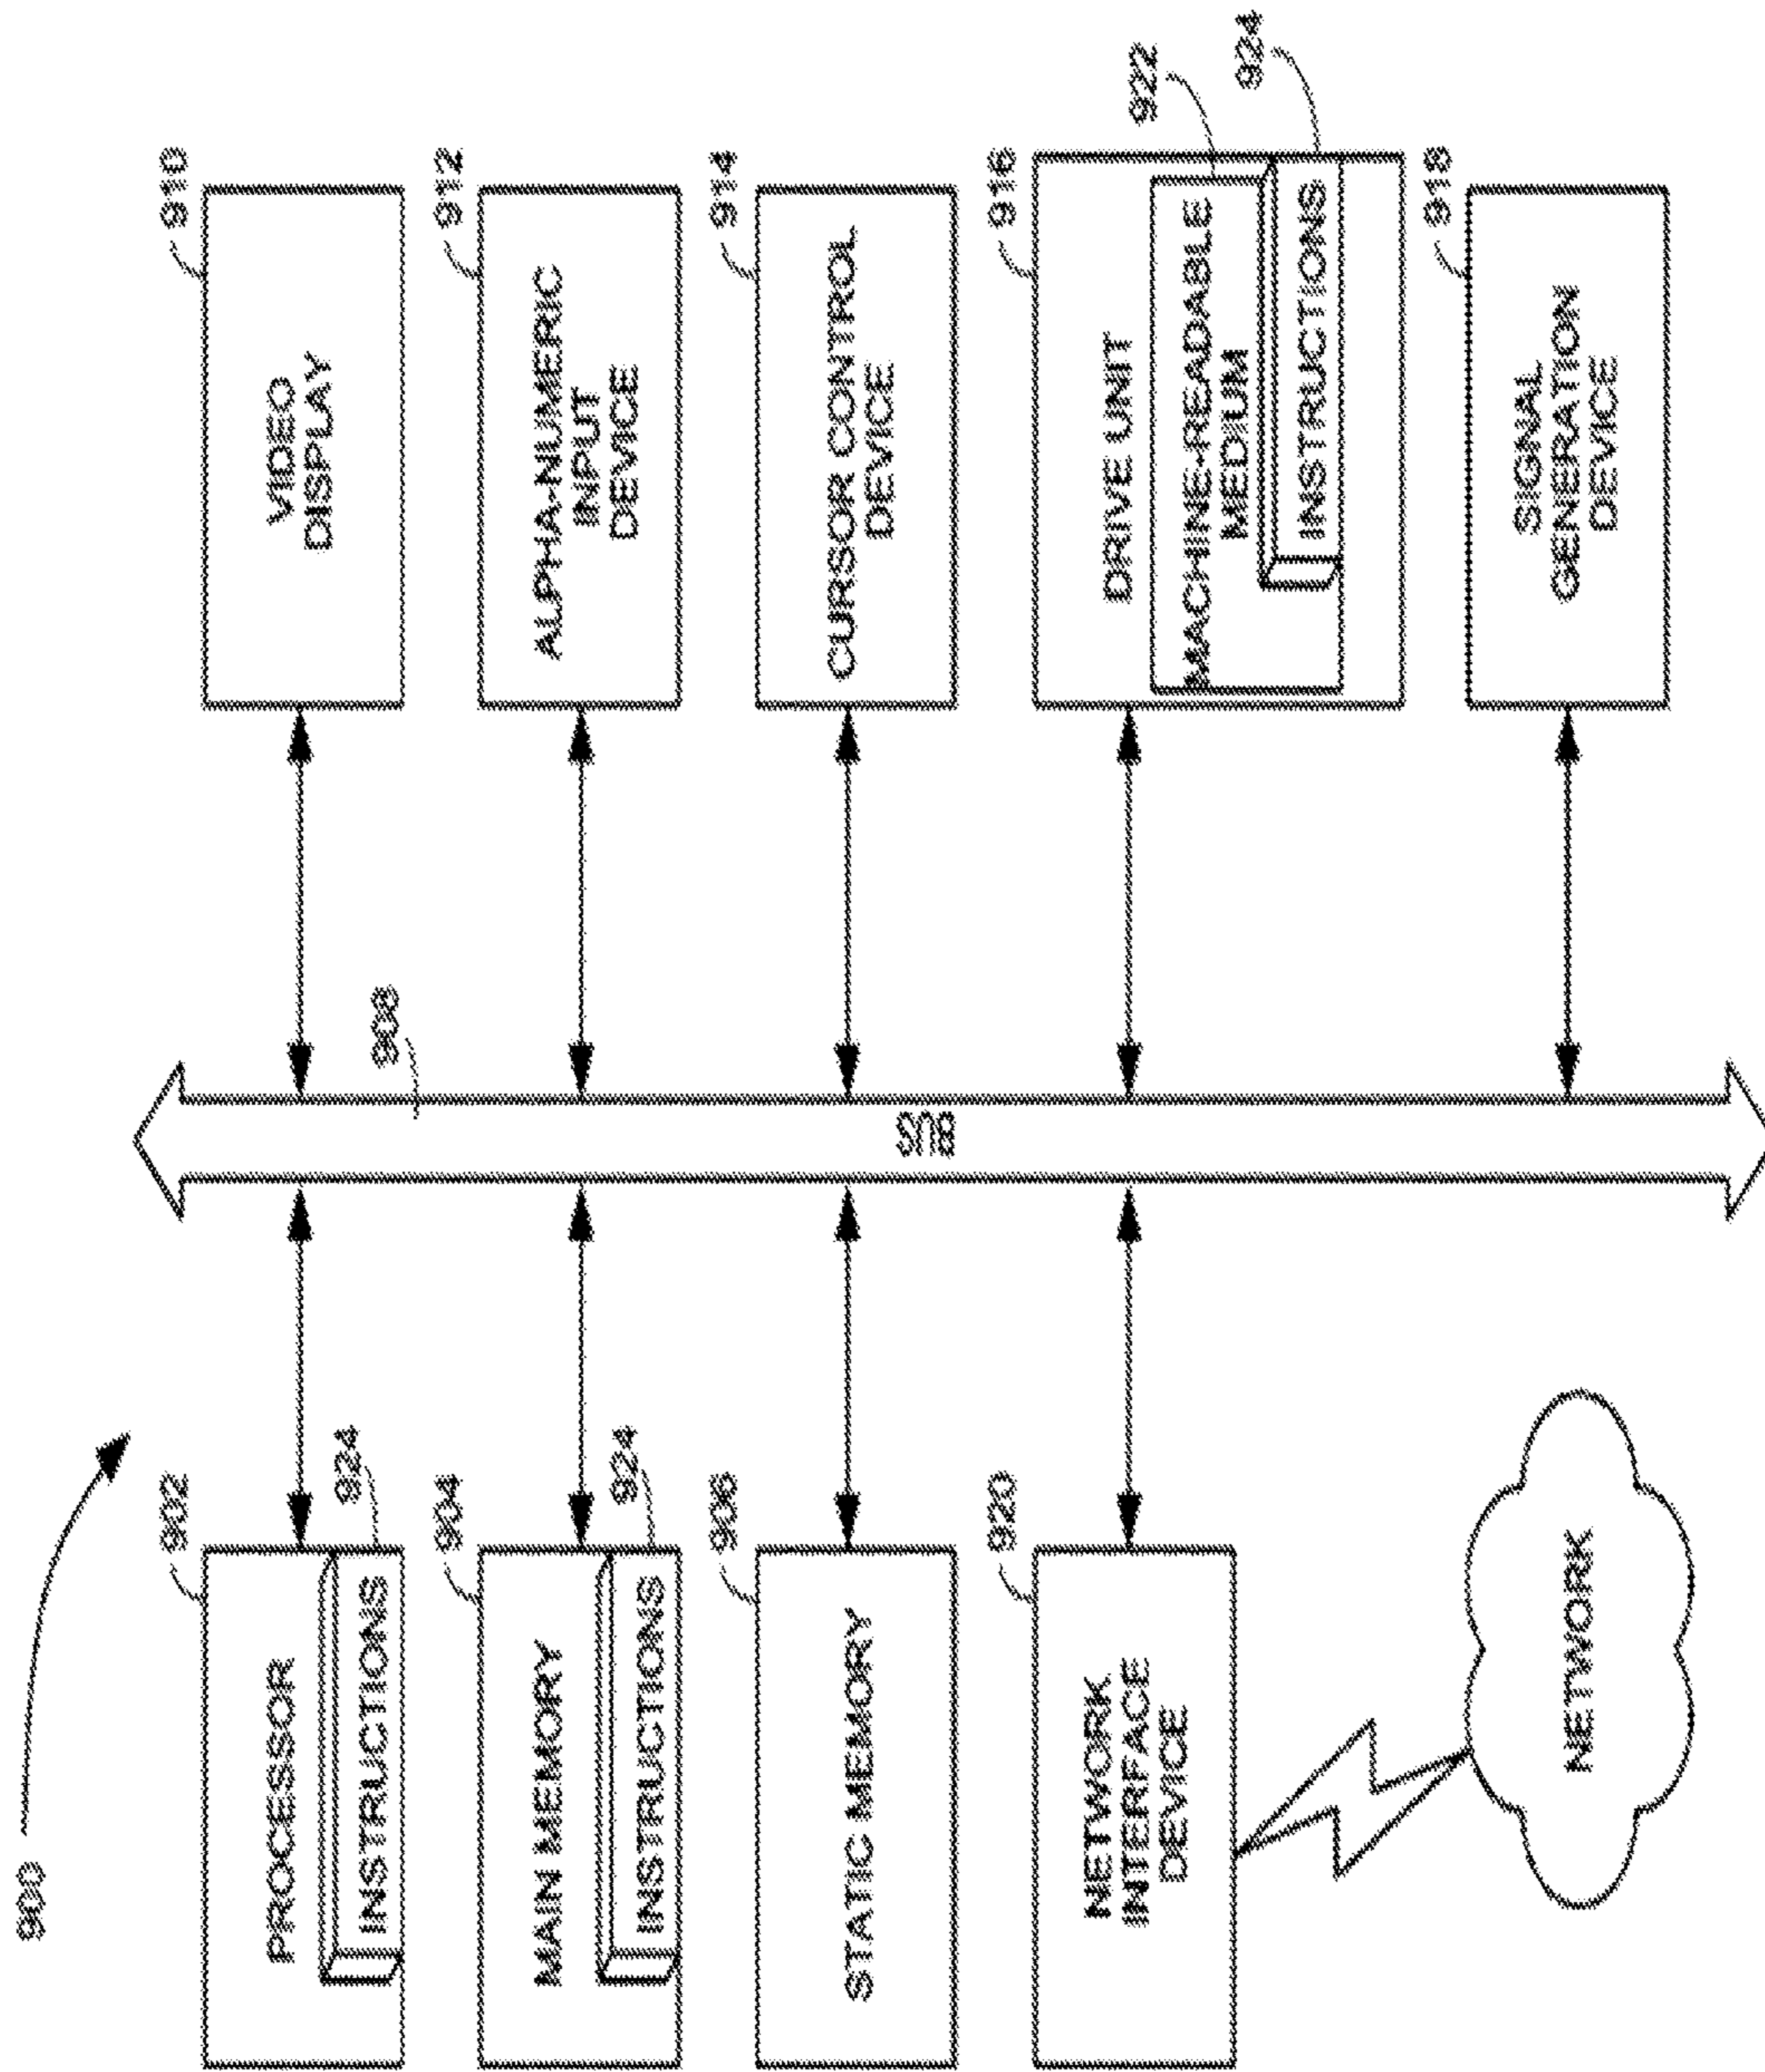 900
902
PROCESSOR
INSTRUCTIONS
924
904
MAIN MEMORY
INSTRUCTIONS
924
906
STATIC MEMORY
920
NETWORK
INTERFACE
DEVICE
NETWORK
908
BUS
910
VIDEO
DISPLAY
912
ALPHA-NUMERIC
INPUT
DEVICE
914
CURSOR CONTROL
DEVICE
916
DRIVE UNIT
922
MACHINE-READABLE
MEDIUM
INSTRUCTIONS
924
918
SIGNAL
GENERATION
DEVICE